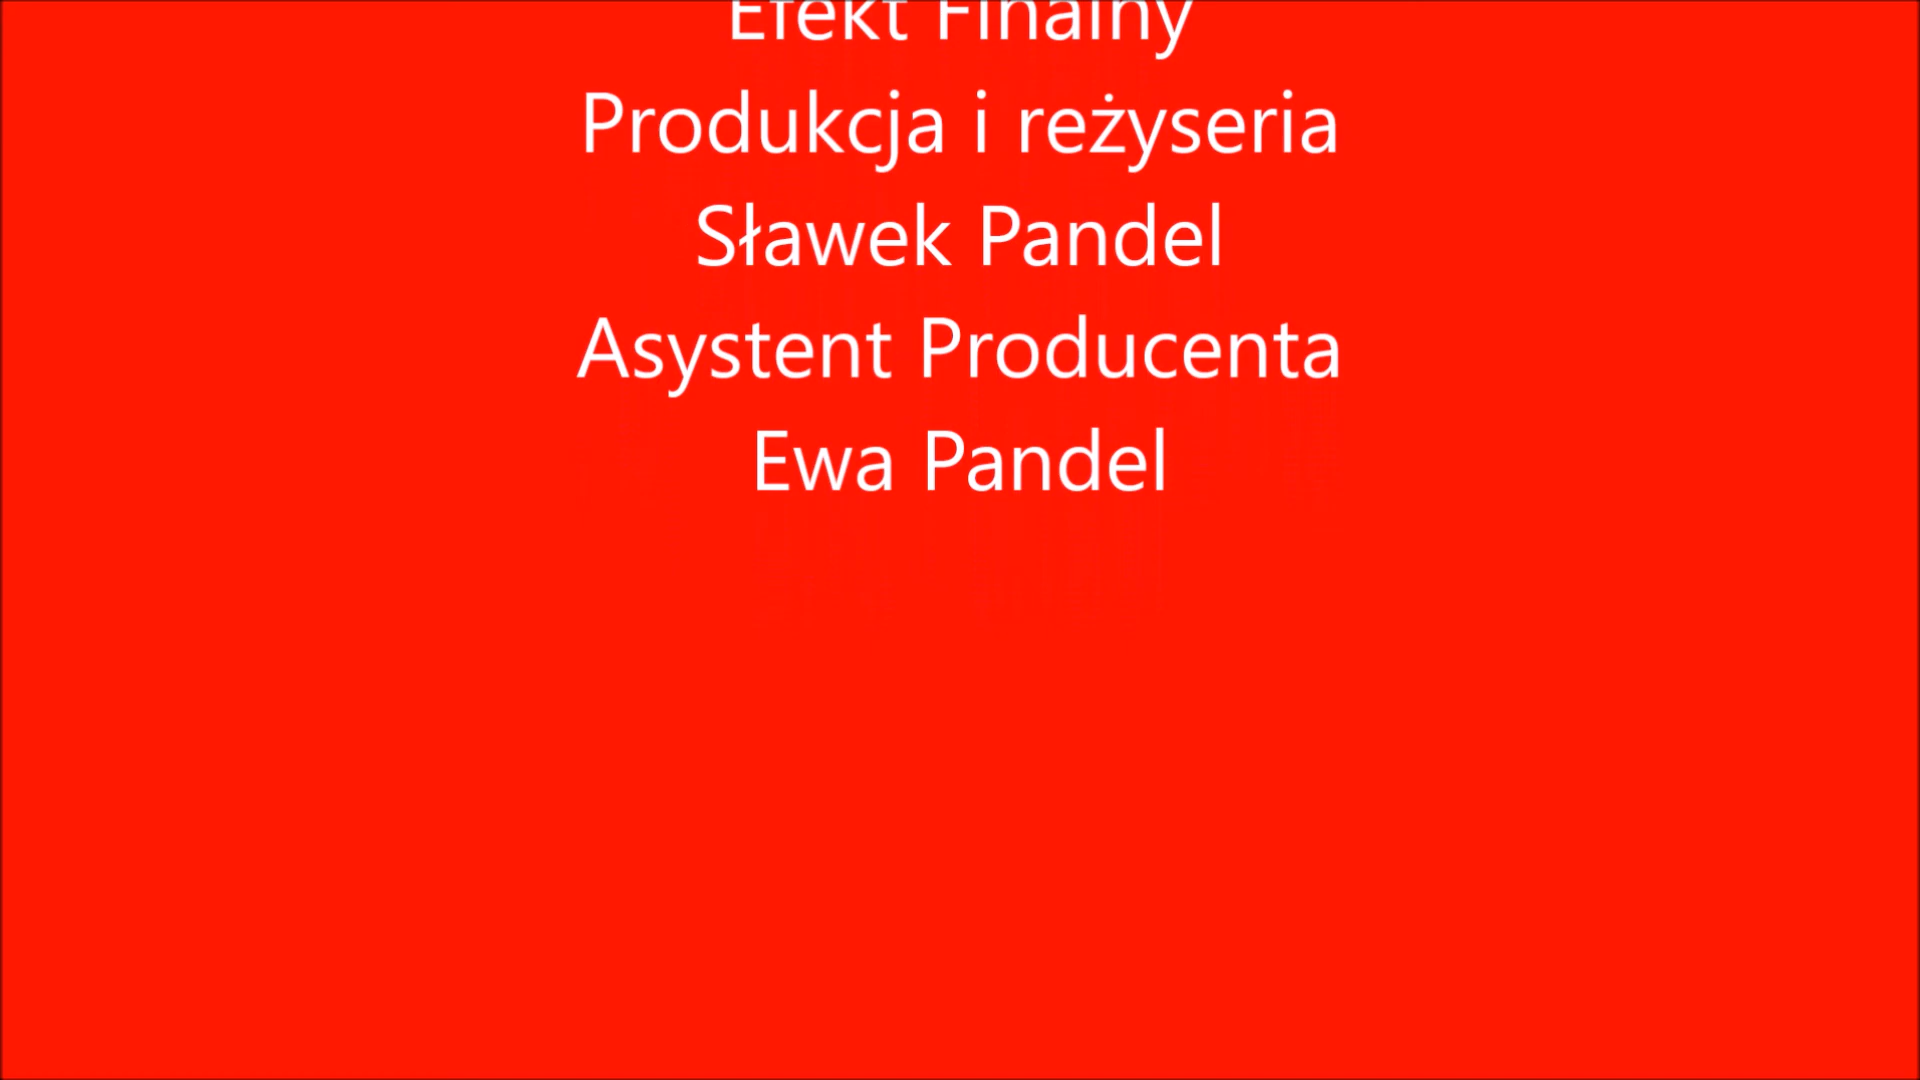 Efekt Finalny
Produkcja i reżyseria
Sławek Pandel
Asystent Producenta
Ewa Pandel